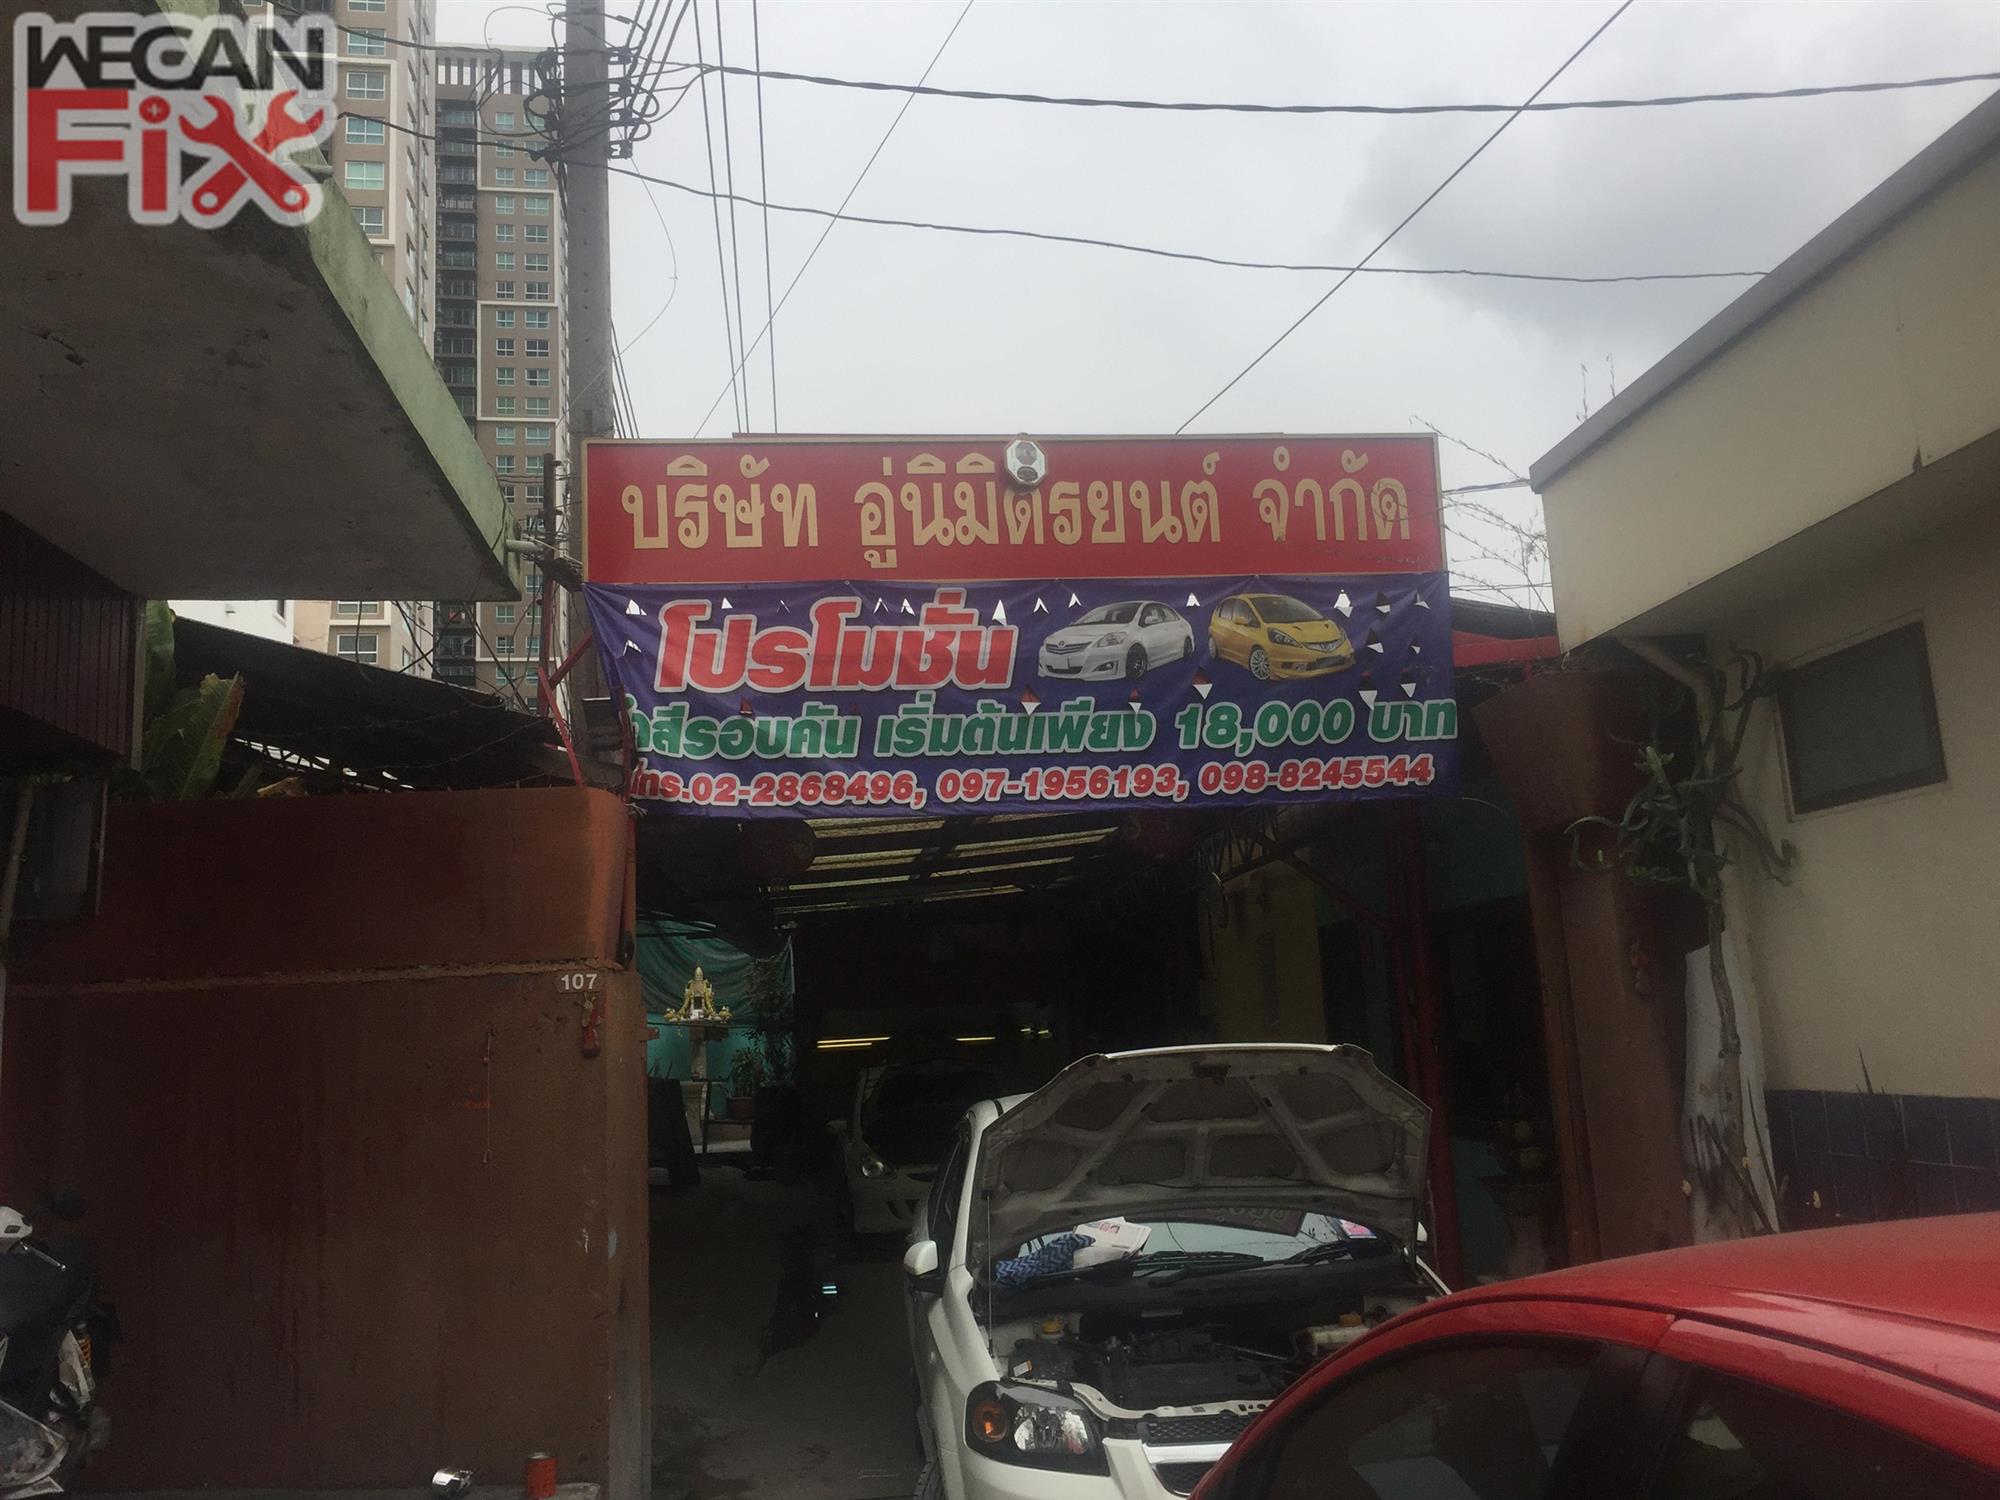 WECAN
Fix
บริษัท อู่นิมิตรยนต์ จำกัด
โปรโมชั่น
ทำสีรอบคัน เริ่มต้นเพียง 18,000 บาท
โทร.02-2868496, 097-1956193, 098-8245544
107